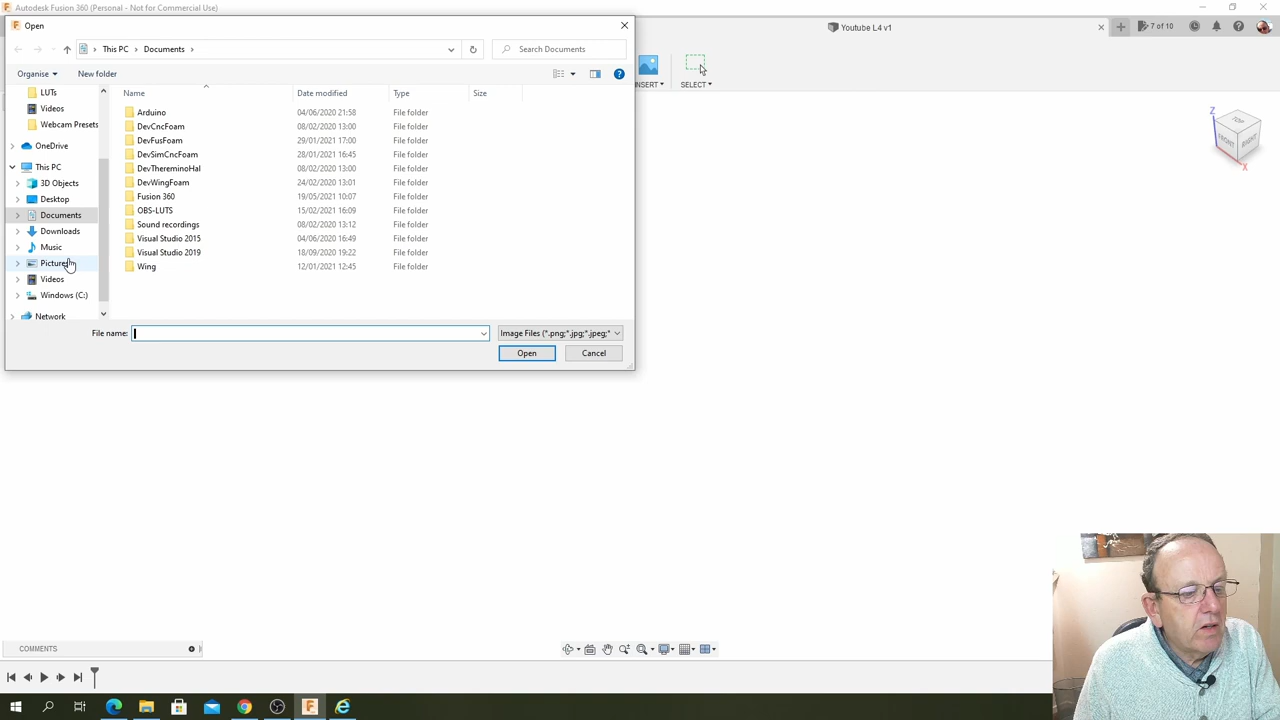 Autodesk Fusion 360 (Personal - Not for Commercial Use)
Open
Youtube L4 v1
7 of 10
This PC
Documents
Search Documents
Organise
New folder
INSERT
SELECT
Name
Date modified
Type
Size
LUTs
Videos
Webcam Presets
OneDrive
This PC
3D Objects
Desktop
Documents
Downloads
Music
Pictures
Videos
Windows (C:)
Network
Arduino 04/06/2020 21:58 File folder
DevCncFoam 08/02/2020 13:00 File folder
DevFusFoam 29/01/2021 17:00 File folder
DevSimCncFoam 28/01/2021 16:45 File folder
DevThereminoHal 08/02/2020 13:00 File folder
DevWingFoam 24/02/2020 13:01 File folder
Fusion 360 19/05/2021 10:07 File folder
OBS-LUTS 15/02/2021 16:09 File folder
Sound recordings 08/02/2020 13:12 File folder
Visual Studio 2015 04/06/2020 16:49 File folder
Visual Studio 2019 18/09/2020 19:22 File folder
Wing 12/01/2021 12:45 File folder
File name:
Image Files (*.png;*.jpg;*.jpeg;*
Open
Cancel
Z
TOP
FRONT
RIGHT
X
COMMENTS